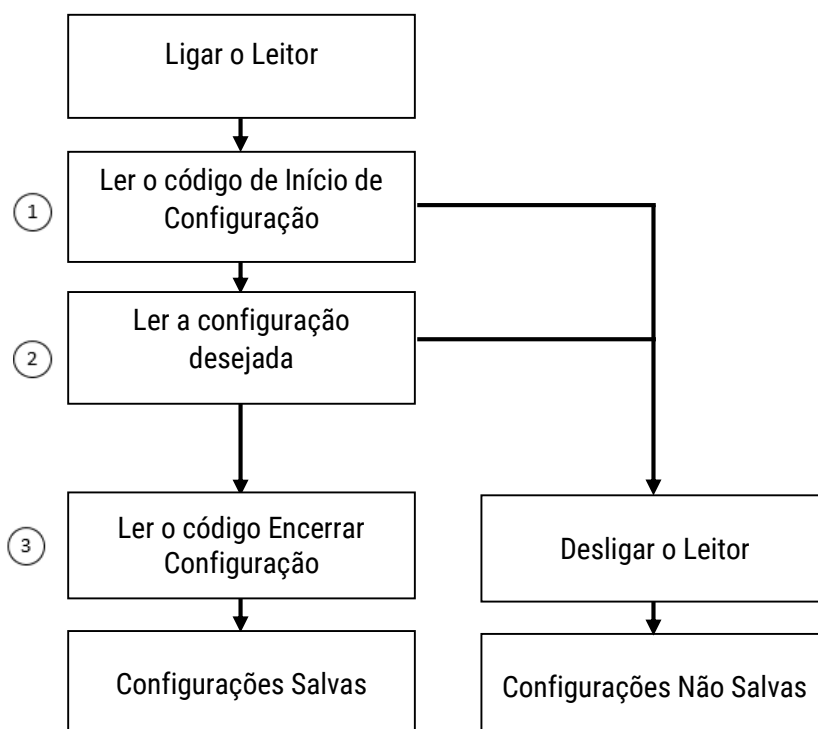 Ligar o Leitor
1
Ler o código de Início de
Configuração
2
Ler a configuração
desejada
3
Ler o código Encerrar
Configuração
Desligar o Leitor
Configurações Salvas
Configurações Não Salvas